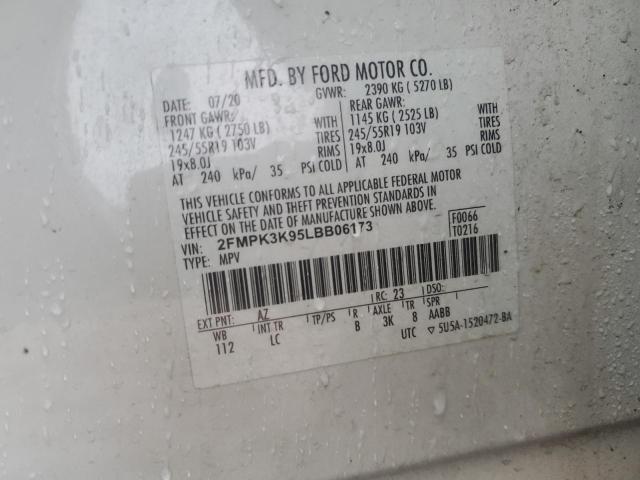 MFD. BY FORD MOTOR CO.
DATE: 07/20 GVWR: 2390 KG ( 5270 LB)
FRONT GAWR: REAR GAWR:
1247 KG ( 2750 LB) WITH 1145 KG ( 2525 LB) WITH
245/55R19 103V TIRES 245/55R19 103V TIRES
19x8.0J RIMS 19x8.0J RIMS
AT 240 kPa/ 35 PSI COLD AT 240 kPa/ 35 PSI COLD
THIS VEHICLE CONFORMS TO ALL APPLICABLE FEDERAL MOTOR
VEHICLE SAFETY AND THEFT PREVENTION STANDARDS IN
EFFECT ON THE DATE OF MANUFACTURE SHOWN ABOVE.
VIN: 2FMPK3K95LBB06173 F0066
TYPE: MPV T0216
EXT PNT: AZ RC: 23 DSO:
WB INT TR TP/PS R AXLE TR SPR
112 LC B 3K 8 AABB
UTC ▽ 5U5A-1520472-BA